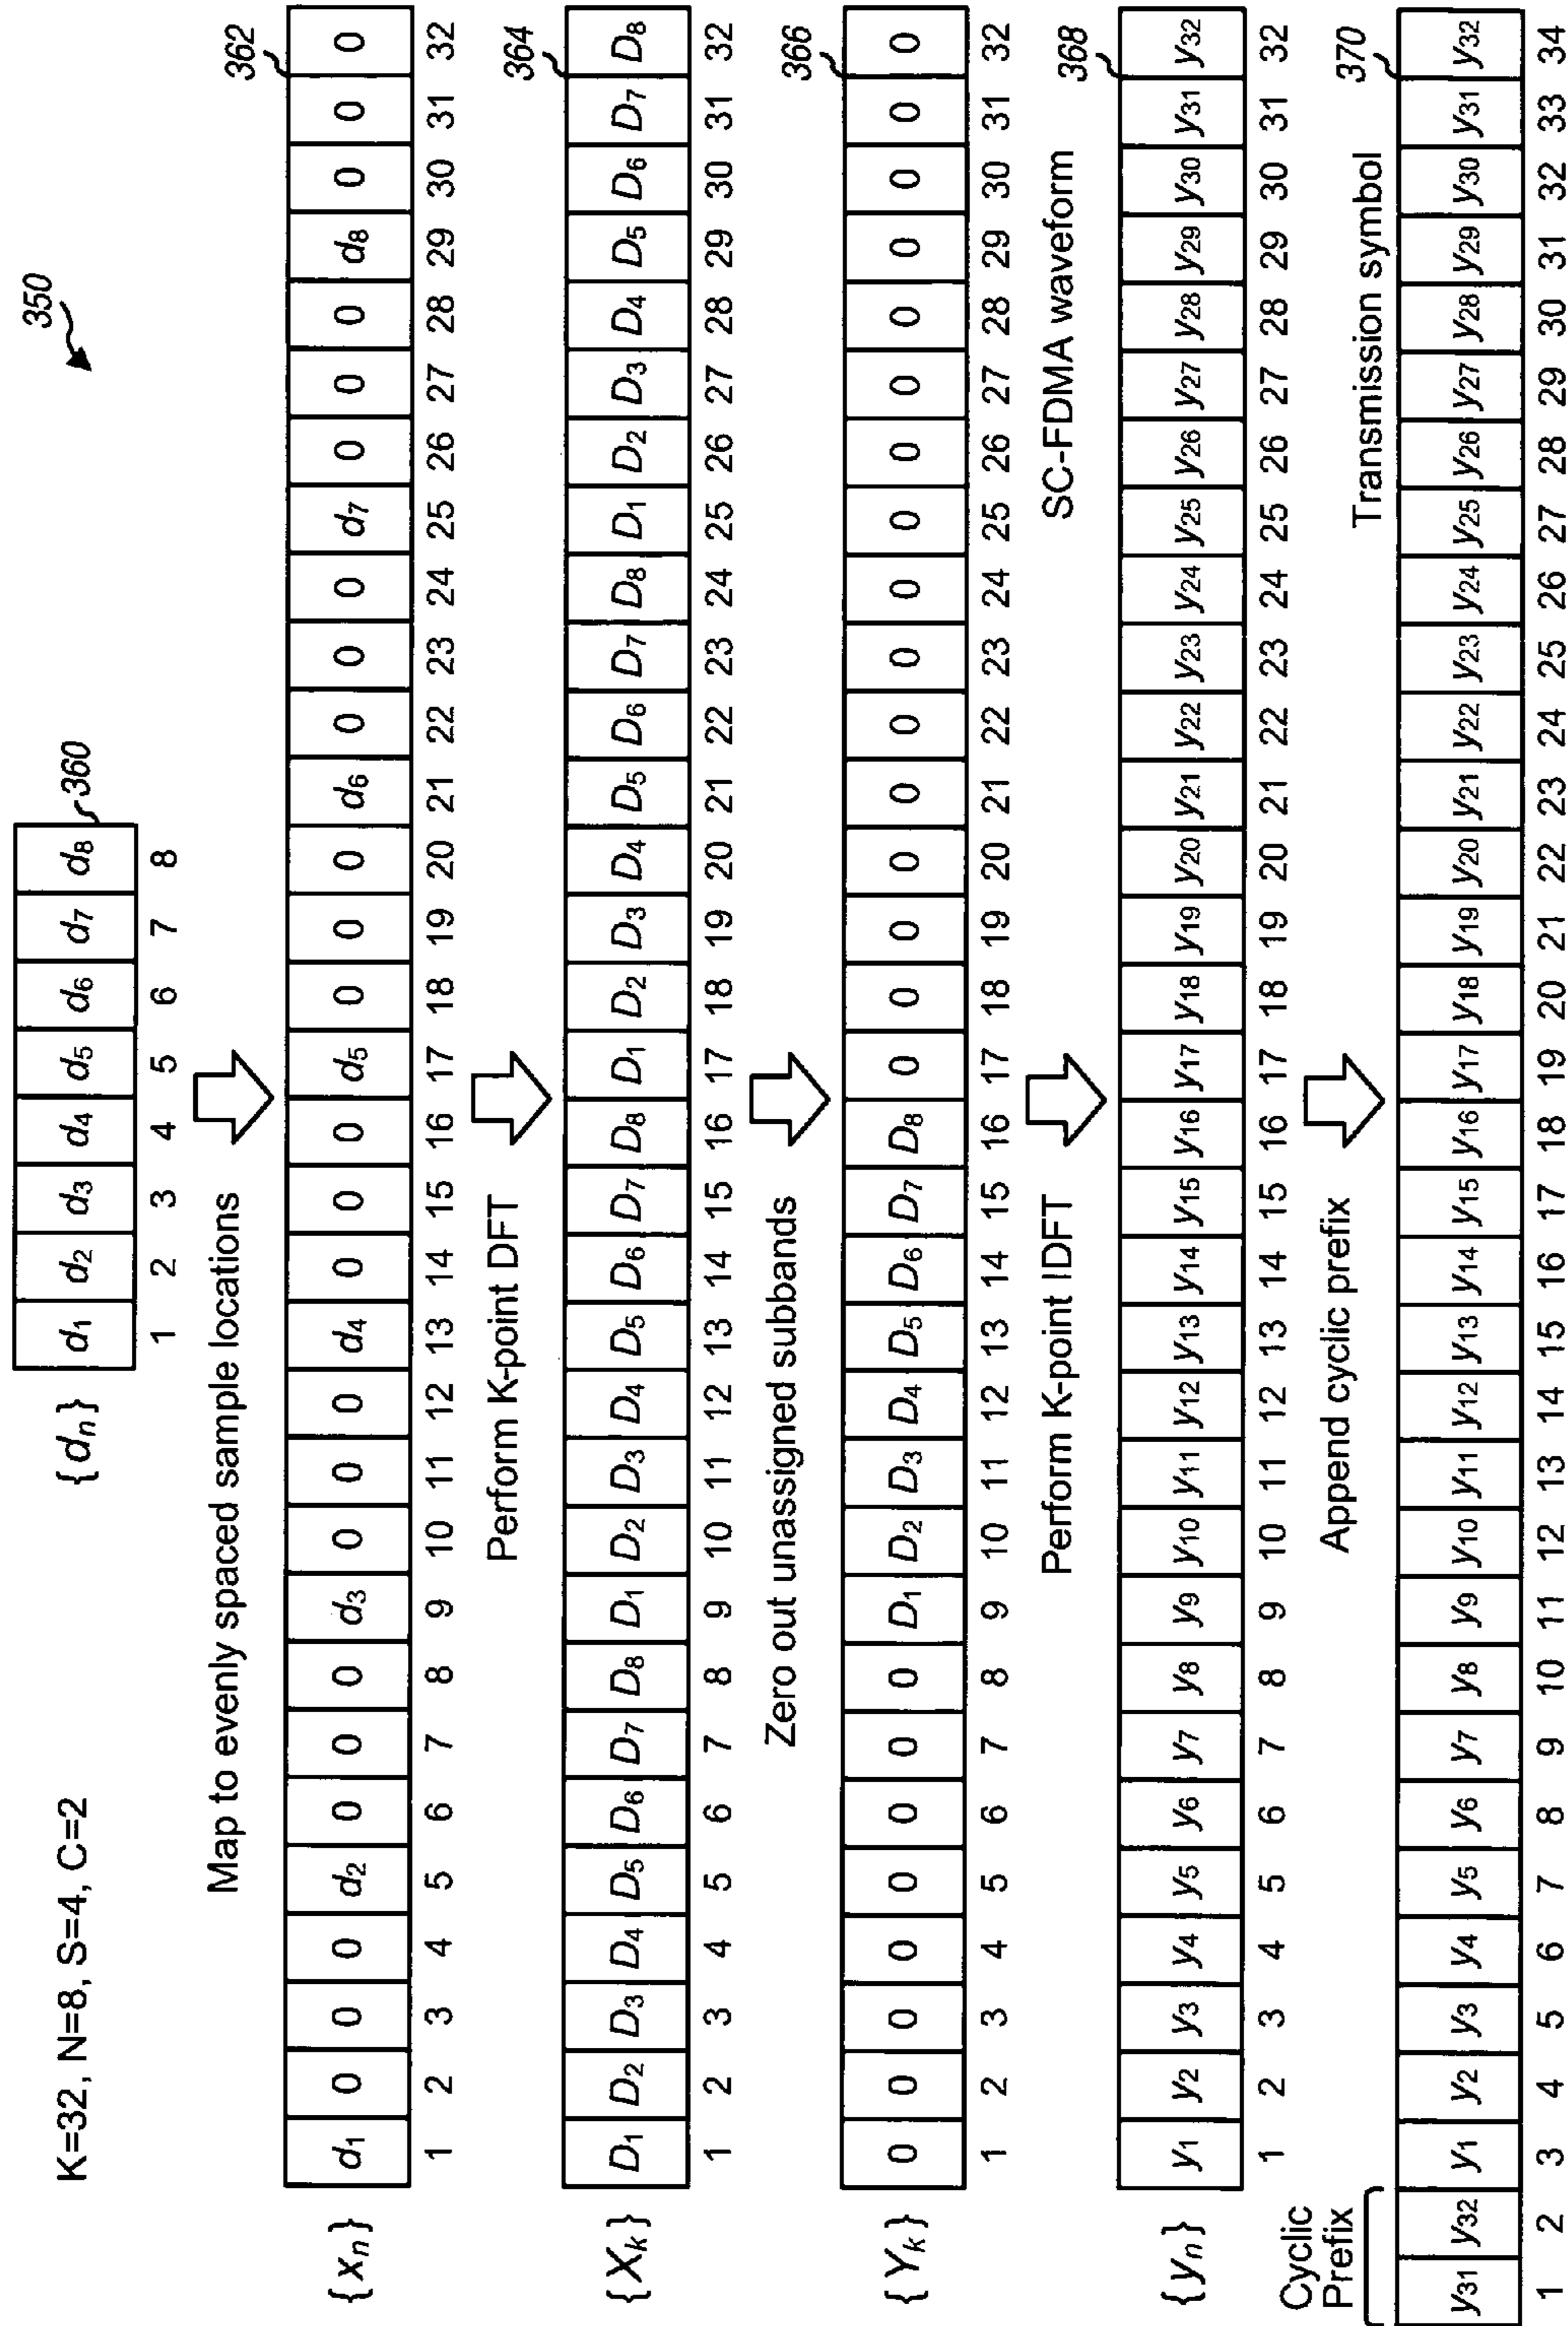 350
K=32, N=8, S=4, C=2
{dn} d1 d2 d3 d4 d5 d6 d7 d8 360
1 2 3 4 5 6 7 8
Map to evenly spaced sample locations
362
{xn} d1 0 0 0 d2 0 0 0 d3 0 0 0 d4 0 0 0 d5 0 0 0 d6 0 0 0 d7 0 0 0 d8 0 0 0
1 2 3 4 5 6 7 8 9 10 11 12 13 14 15 16 17 18 19 20 21 22 23 24 25 26 27 28 29 30 31 32
Perform K-point DFT
364
{Xk} D1 D2 D3 D4 D5 D6 D7 D8 D1 D2 D3 D4 D5 D6 D7 D8 D1 D2 D3 D4 D5 D6 D7 D8 D1 D2 D3 D4 D5 D6 D7 D8
1 2 3 4 5 6 7 8 9 10 11 12 13 14 15 16 17 18 19 20 21 22 23 24 25 26 27 28 29 30 31 32
Zero out unassigned subbands
366
{Yk} 0 0 0 0 0 0 0 0 D1 D2 D3 D4 D5 D6 D7 D8 0 0 0 0 0 0 0 0 0 0 0 0 0 0 0 0
1 2 3 4 5 6 7 8 9 10 11 12 13 14 15 16 17 18 19 20 21 22 23 24 25 26 27 28 29 30 31 32
Perform K-point IDFT
SC-FDMA waveform
368
{yn} y1 y2 y3 y4 y5 y6 y7 y8 y9 y10 y11 y12 y13 y14 y15 y16 y17 y18 y19 y20 y21 y22 y23 y24 y25 y26 y27 y28 y29 y30 y31 y32
1 2 3 4 5 6 7 8 9 10 11 12 13 14 15 16 17 18 19 20 21 22 23 24 25 26 27 28 29 30 31 32
Cyclic
Prefix
Append cyclic prefix
Transmission symbol
370
y31 y32 y1 y2 y3 y4 y5 y6 y7 y8 y9 y10 y11 y12 y13 y14 y15 y16 y17 y18 y19 y20 y21 y22 y23 y24 y25 y26 y27 y28 y29 y30 y31 y32
1 2 3 4 5 6 7 8 9 10 11 12 13 14 15 16 17 18 19 20 21 22 23 24 25 26 27 28 29 30 31 32 33 34